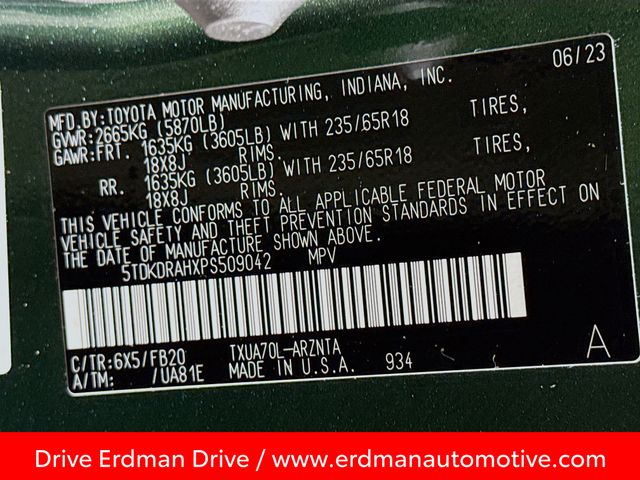 06/23
MFD.BY:TOYOTA MOTOR MANUFACTURING, INDIANA, INC.
GVWR:2665KG (5870LB)
GAWR:FRT. 1635KG (3605LB) WITH 235/65R18 TIRES,
18X8J RIMS.
RR. 1635KG (3605LB) WITH 235/65R18 TIRES,
18X8J RIMS.
THIS VEHICLE CONFORMS TO ALL APPLICABLE FEDERAL MOTOR
VEHICLE SAFETY AND THEFT PREVENTION STANDARDS IN EFFECT ON
THE DATE OF MANUFACTURE SHOWN ABOVE.
5TDKDRAHXPS509042 MPV
C/TR:6X5/FB20 TXUA70L-ARZNTA
A/TM: /UA81E MADE IN U.S.A. 934 A
Drive Erdman Drive / www.erdmanautomotive.com